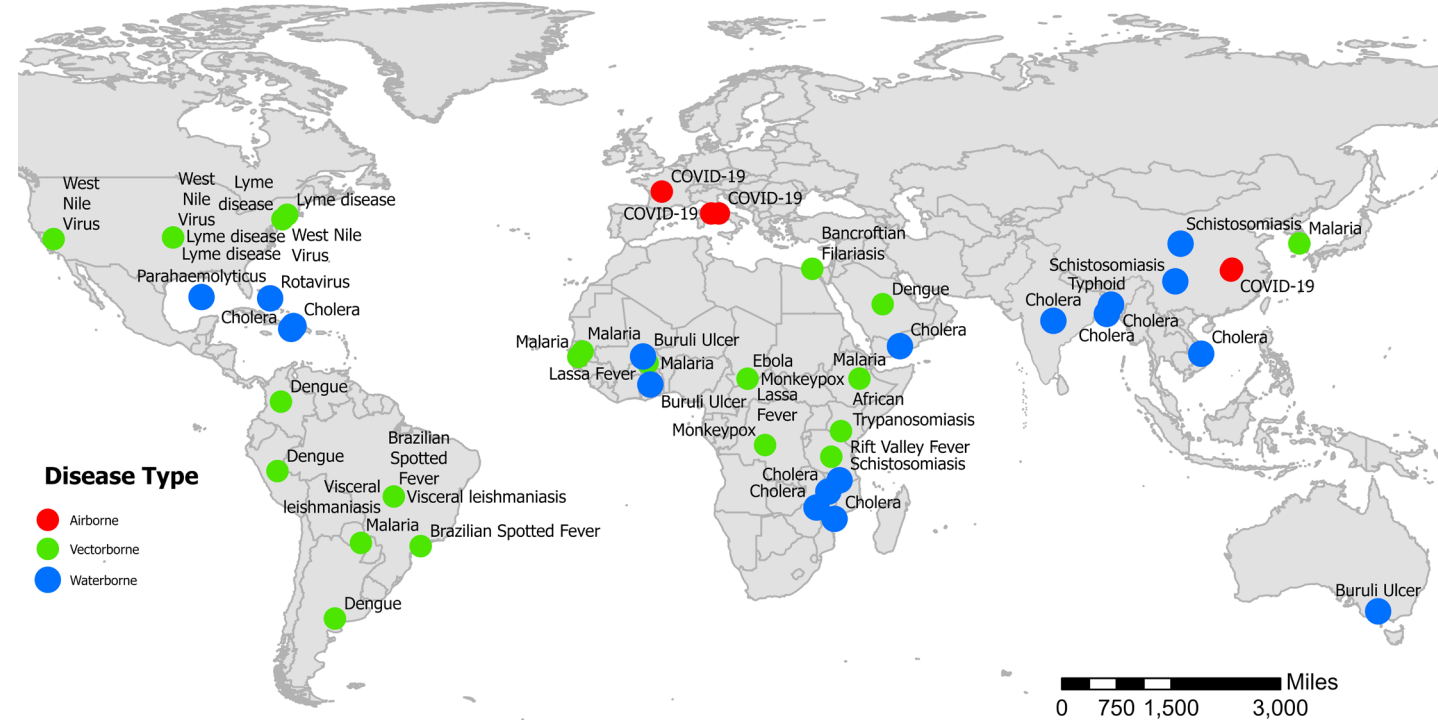 COVID-19
COVID-19
COVID-19
West
Nile
Virus
West
Nile
Virus
Lyme
disease
Lyme disease
Lyme disease
Lyme disease
West Nile
Virus
Parahaemolyticus
Rotavirus
Cholera
Cholera
Bancroftian
Filariasis
Dengue
Cholera
Schistosomiasis
Malaria
Schistosomiasis
COVID-19
Typhoid
Cholera
Cholera
Cholera
Cholera
Malaria
Malaria
Buruli Ulcer
Malaria
Lassa Fever
Buruli Ulcer
Ebola
Monkeypox
Lassa
Fever
Monkeypox
Malaria
African
Trypanosomiasis
Rift Valley Fever
Schistosomiasis
Cholera
Cholera
Cholera
Dengue
Dengue
Brazilian
Spotted
Fever
Visceral
leishmaniasis
Visceral leishmaniasis
Malaria
Brazilian Spotted Fever
Dengue
Buruli Ulcer
Disease Type
Airborne
Vectorborne
Waterborne
Miles
0 750 1,500 3,000